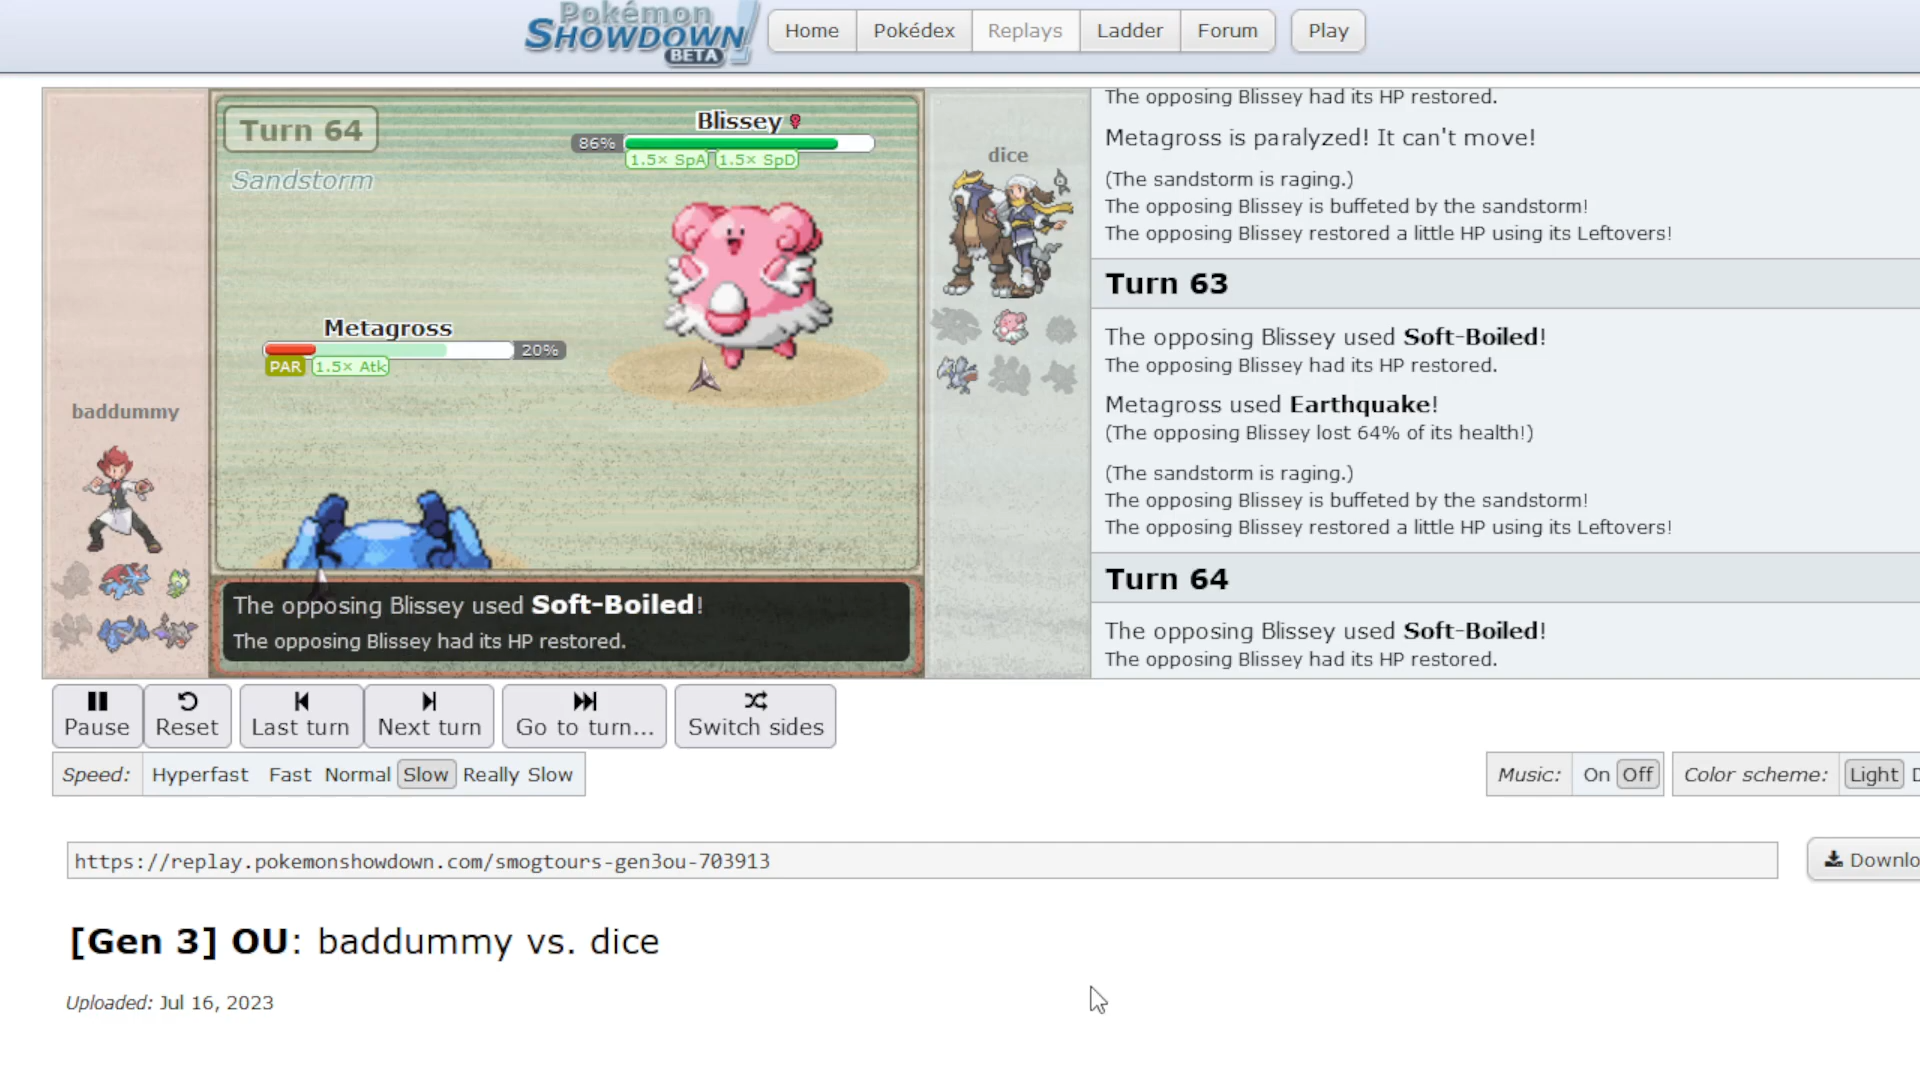 Pokémon
SHOWDOWN!
BETA
Home
Pokédex
Replays
Ladder
Forum
Play
Turn 64
Sandstorm
Blissey
86%
1.5× SpA
1.5× SpD
Metagross
20%
PAR
1.5× Atk
baddummy
dice
The opposing Blissey used Soft-Boiled!
The opposing Blissey had its HP restored.
The opposing Blissey had its HP restored.
Metagross is paralyzed! It can't move!
(The sandstorm is raging.)
The opposing Blissey is buffeted by the sandstorm!
The opposing Blissey restored a little HP using its Leftovers!
Turn 63
The opposing Blissey used Soft-Boiled!
The opposing Blissey had its HP restored.
Metagross used Earthquake!
(The opposing Blissey lost 64% of its health!)
(The sandstorm is raging.)
The opposing Blissey is buffeted by the sandstorm!
The opposing Blissey restored a little HP using its Leftovers!
Turn 64
The opposing Blissey used Soft-Boiled!
The opposing Blissey had its HP restored.
Pause
Reset
Last turn
Next turn
Go to turn...
Switch sides
Speed: Hyperfast Fast Normal Slow Really Slow
Music: On Off
Color scheme: Light D
https://replay.pokemonshowdown.com/smogtours-gen3ou-703913
Downlo
[Gen 3] OU: baddummy vs. dice
Uploaded: Jul 16, 2023